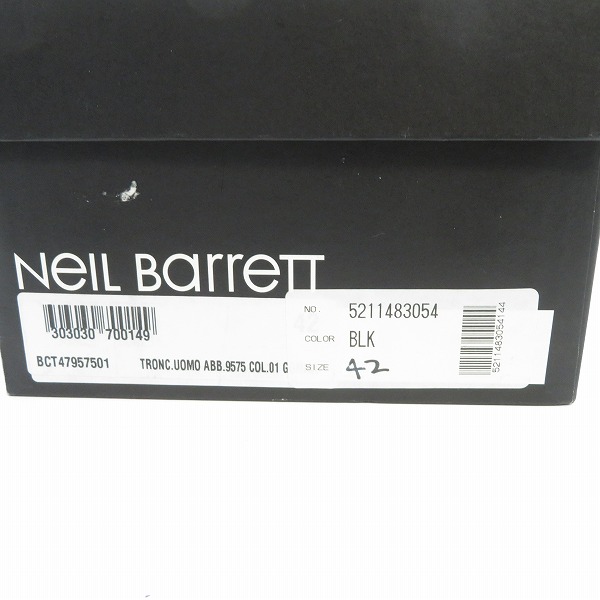 NeIL BarreTT
303030 700149
BCT47957501 TRONC.UOMO ABB.9575 COL.01 G
NO. 5211483054
COLOR BLK
SIZE 42
5211483054144